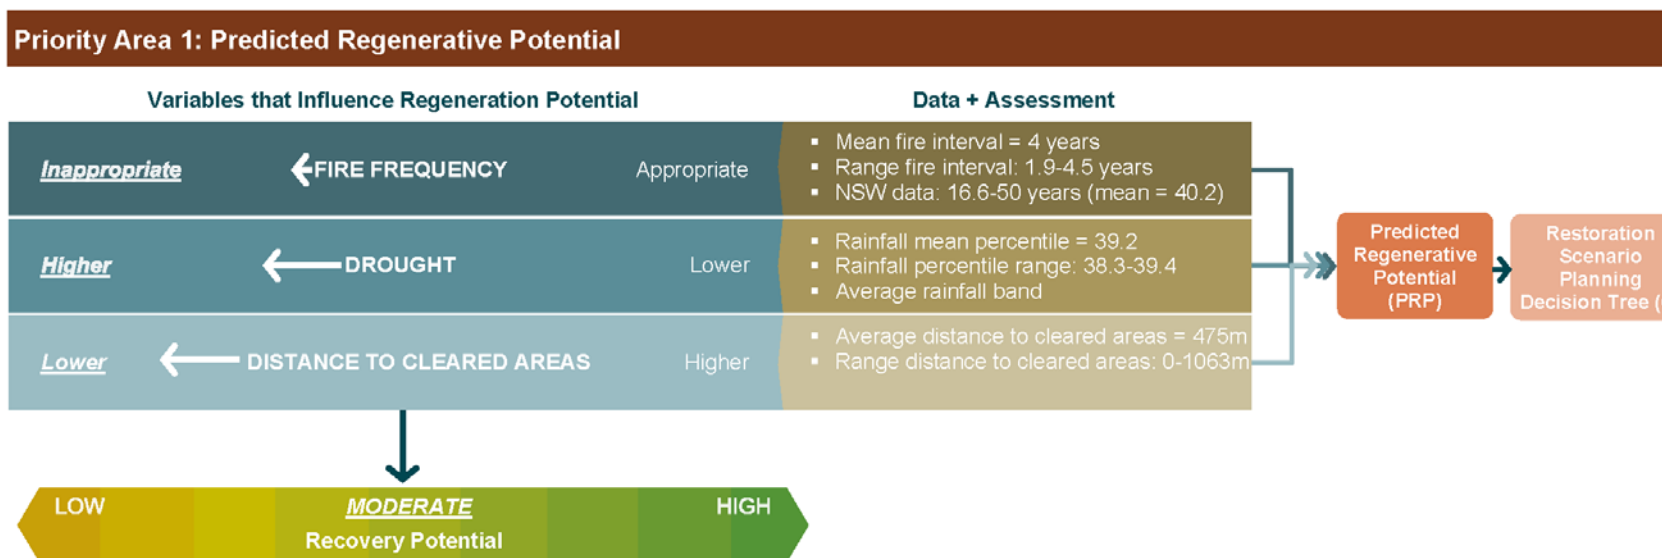 Priority Area 1: Predicted Regenerative Potential
Variables that Influence Regeneration Potential
Data + Assessment
Inappropriate
FIRE FREQUENCY
Appropriate
▪ Mean fire interval = 4 years
▪ Range fire interval: 1.9-4.5 years
▪ NSW data: 16.6-50 years (mean = 40.2)
Higher
DROUGHT
Lower
▪ Rainfall mean percentile = 39.2
▪ Rainfall percentile range: 38.3-39.4
▪ Average rainfall band
Lower
DISTANCE TO CLEARED AREAS
Higher
▪ Average distance to cleared areas = 475m
▪ Range distance to cleared areas: 0-1063m
Predicted
Regenerative
Potential
(PRP)
Restoration
Scenario
Planning
Decision Tree
LOW
MODERATE
HIGH
Recovery Potential